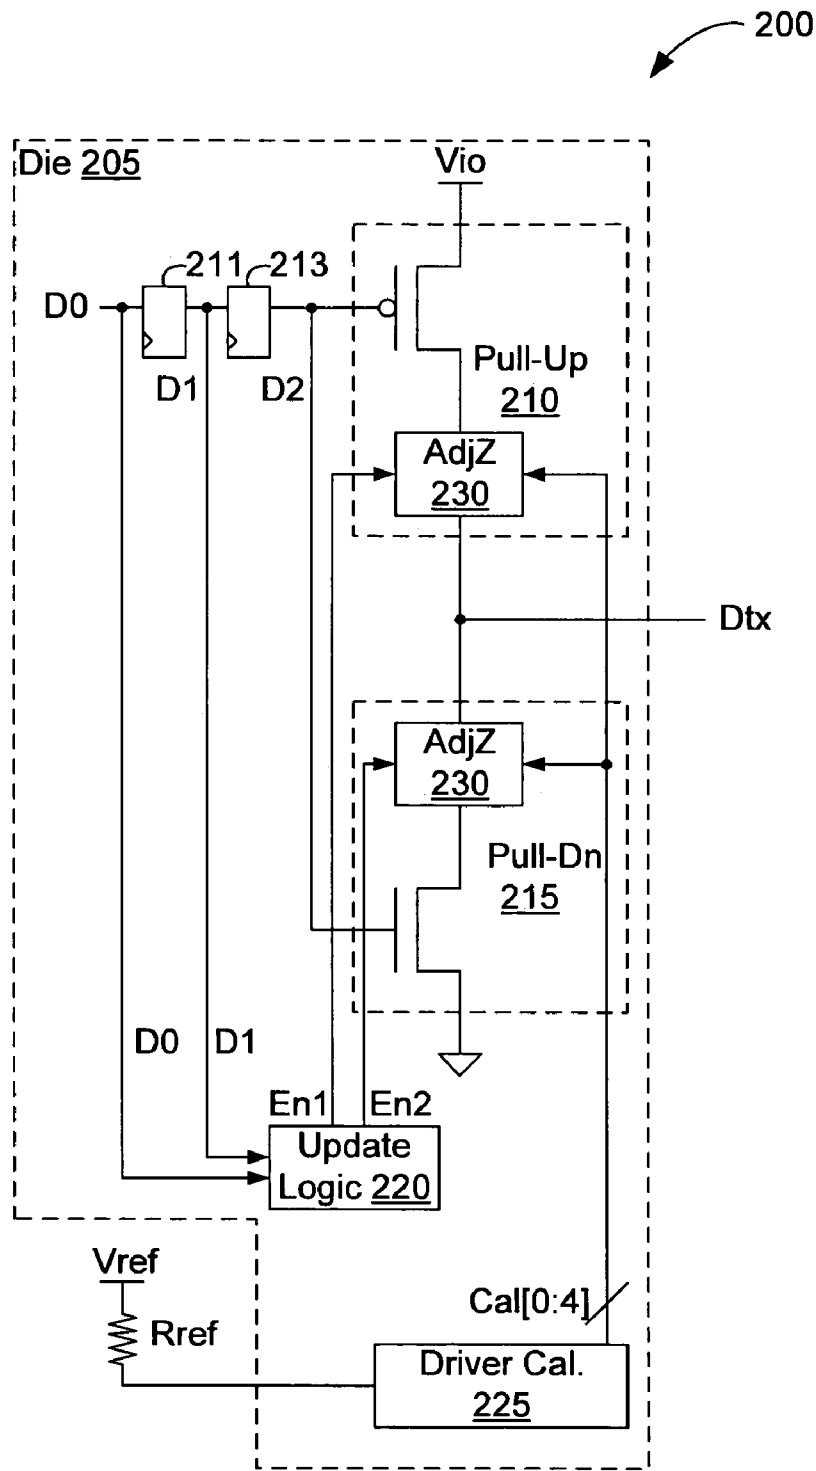 200
Die 205
Vio
211
213
D0
D1
D2
Pull-Up
210
AdjZ
230
Dtx
AdjZ
230
Pull-Dn
215
D0
D1
En1
En2
Update
Logic 220
Vref
Rref
Cal[0:4]
Driver Cal.
225